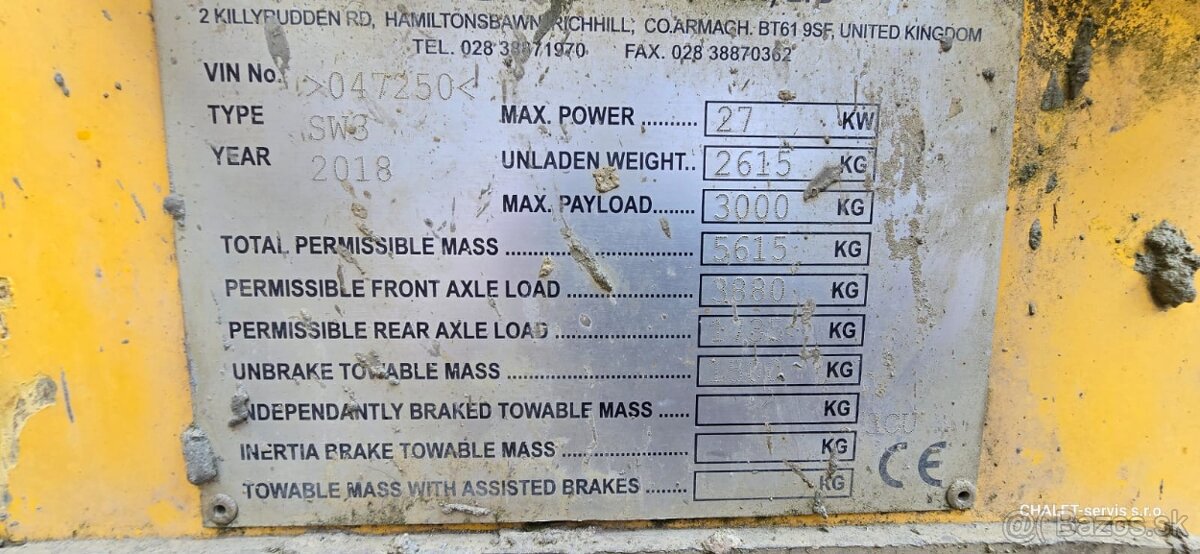 2 KILLYRUDDEN RD, HAMILTONSBAWN, RICHHILL, CO.ARMAGH. BT61 9SF, UNITED KINGDOM
TEL. 028 38871970 FAX. 028 38870362
VIN No. >047250<
TYPE SW3 MAX. POWER .......... 27 KW
YEAR 2018 UNLADEN WEIGHT.. 2615 KG
MAX. PAYLOAD........ 3000 KG
TOTAL PERMISSIBLE MASS ............................ 5615 KG
PERMISSIBLE FRONT AXLE LOAD .................... 3880 KG
PERMISSIBLE REAR AXLE LOAD ...................... KG
UNBRAKE TOWABLE MASS ............................ KG
INDEPENDANTLY BRAKED TOWABLE MASS ...... KG
INERTIA BRAKE TOWABLE MASS ..................... KG
TOWABLE MASS WITH ASSISTED BRAKES ........ KG
CE
CHALET-servis s.r.o.
Bazos.sk